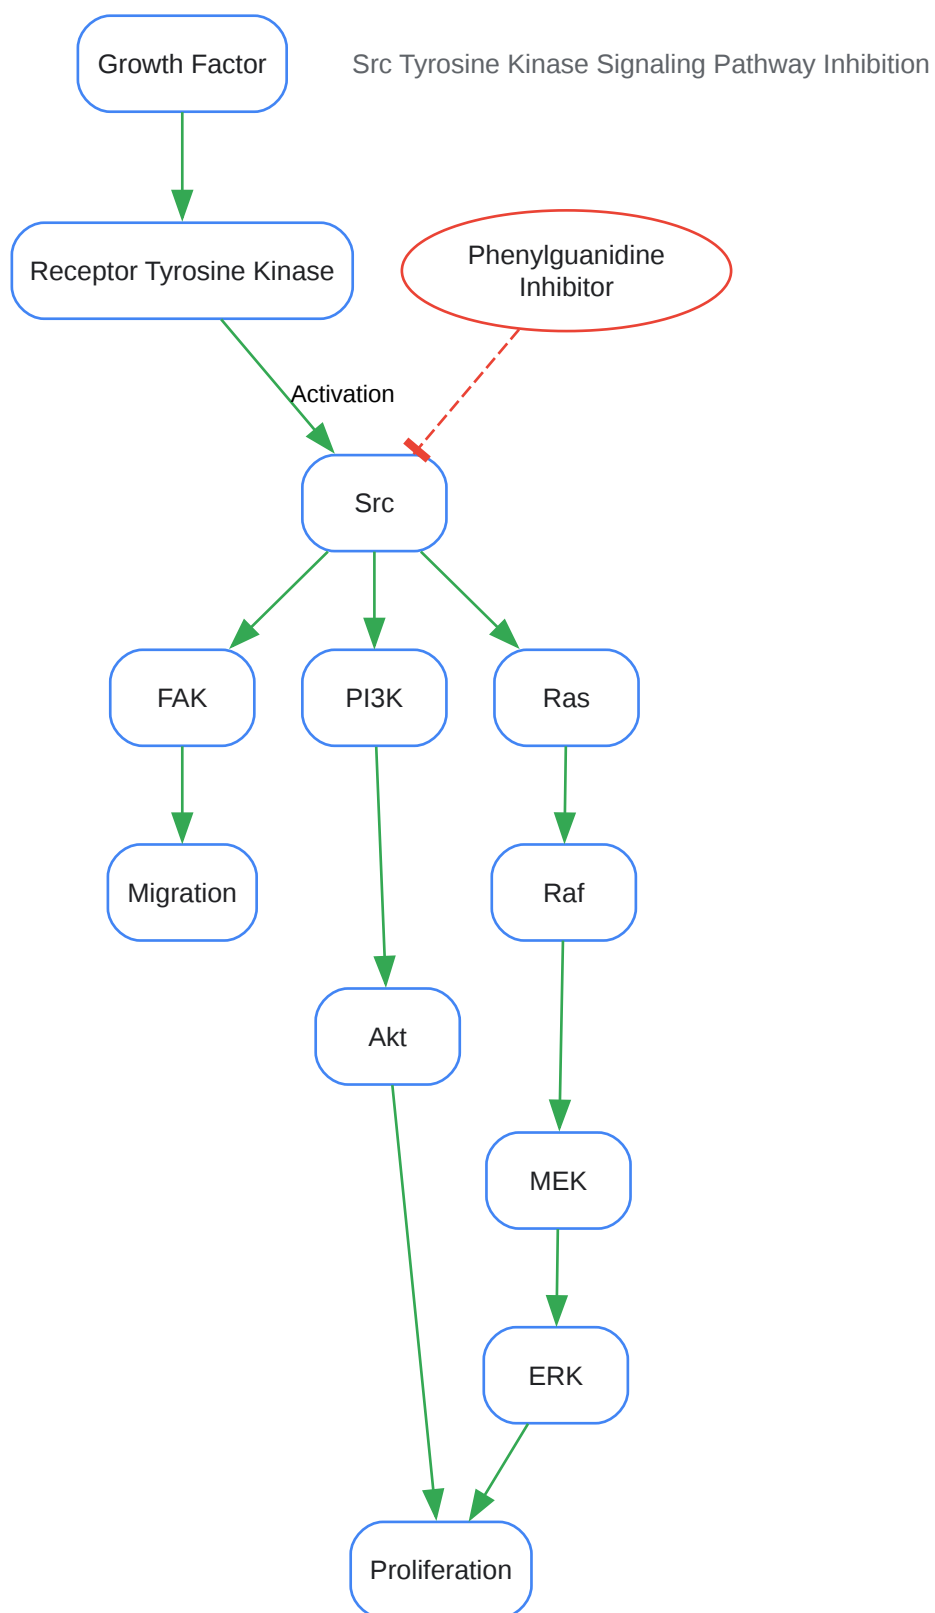 Growth Factor
Src Tyrosine Kinase Signaling Pathway Inhibition
Receptor Tyrosine Kinase
Phenylguanidine
Inhibitor
Activation
Src
FAK
PI3K
Ras
Migration
Raf
Akt
MEK
ERK
Proliferation